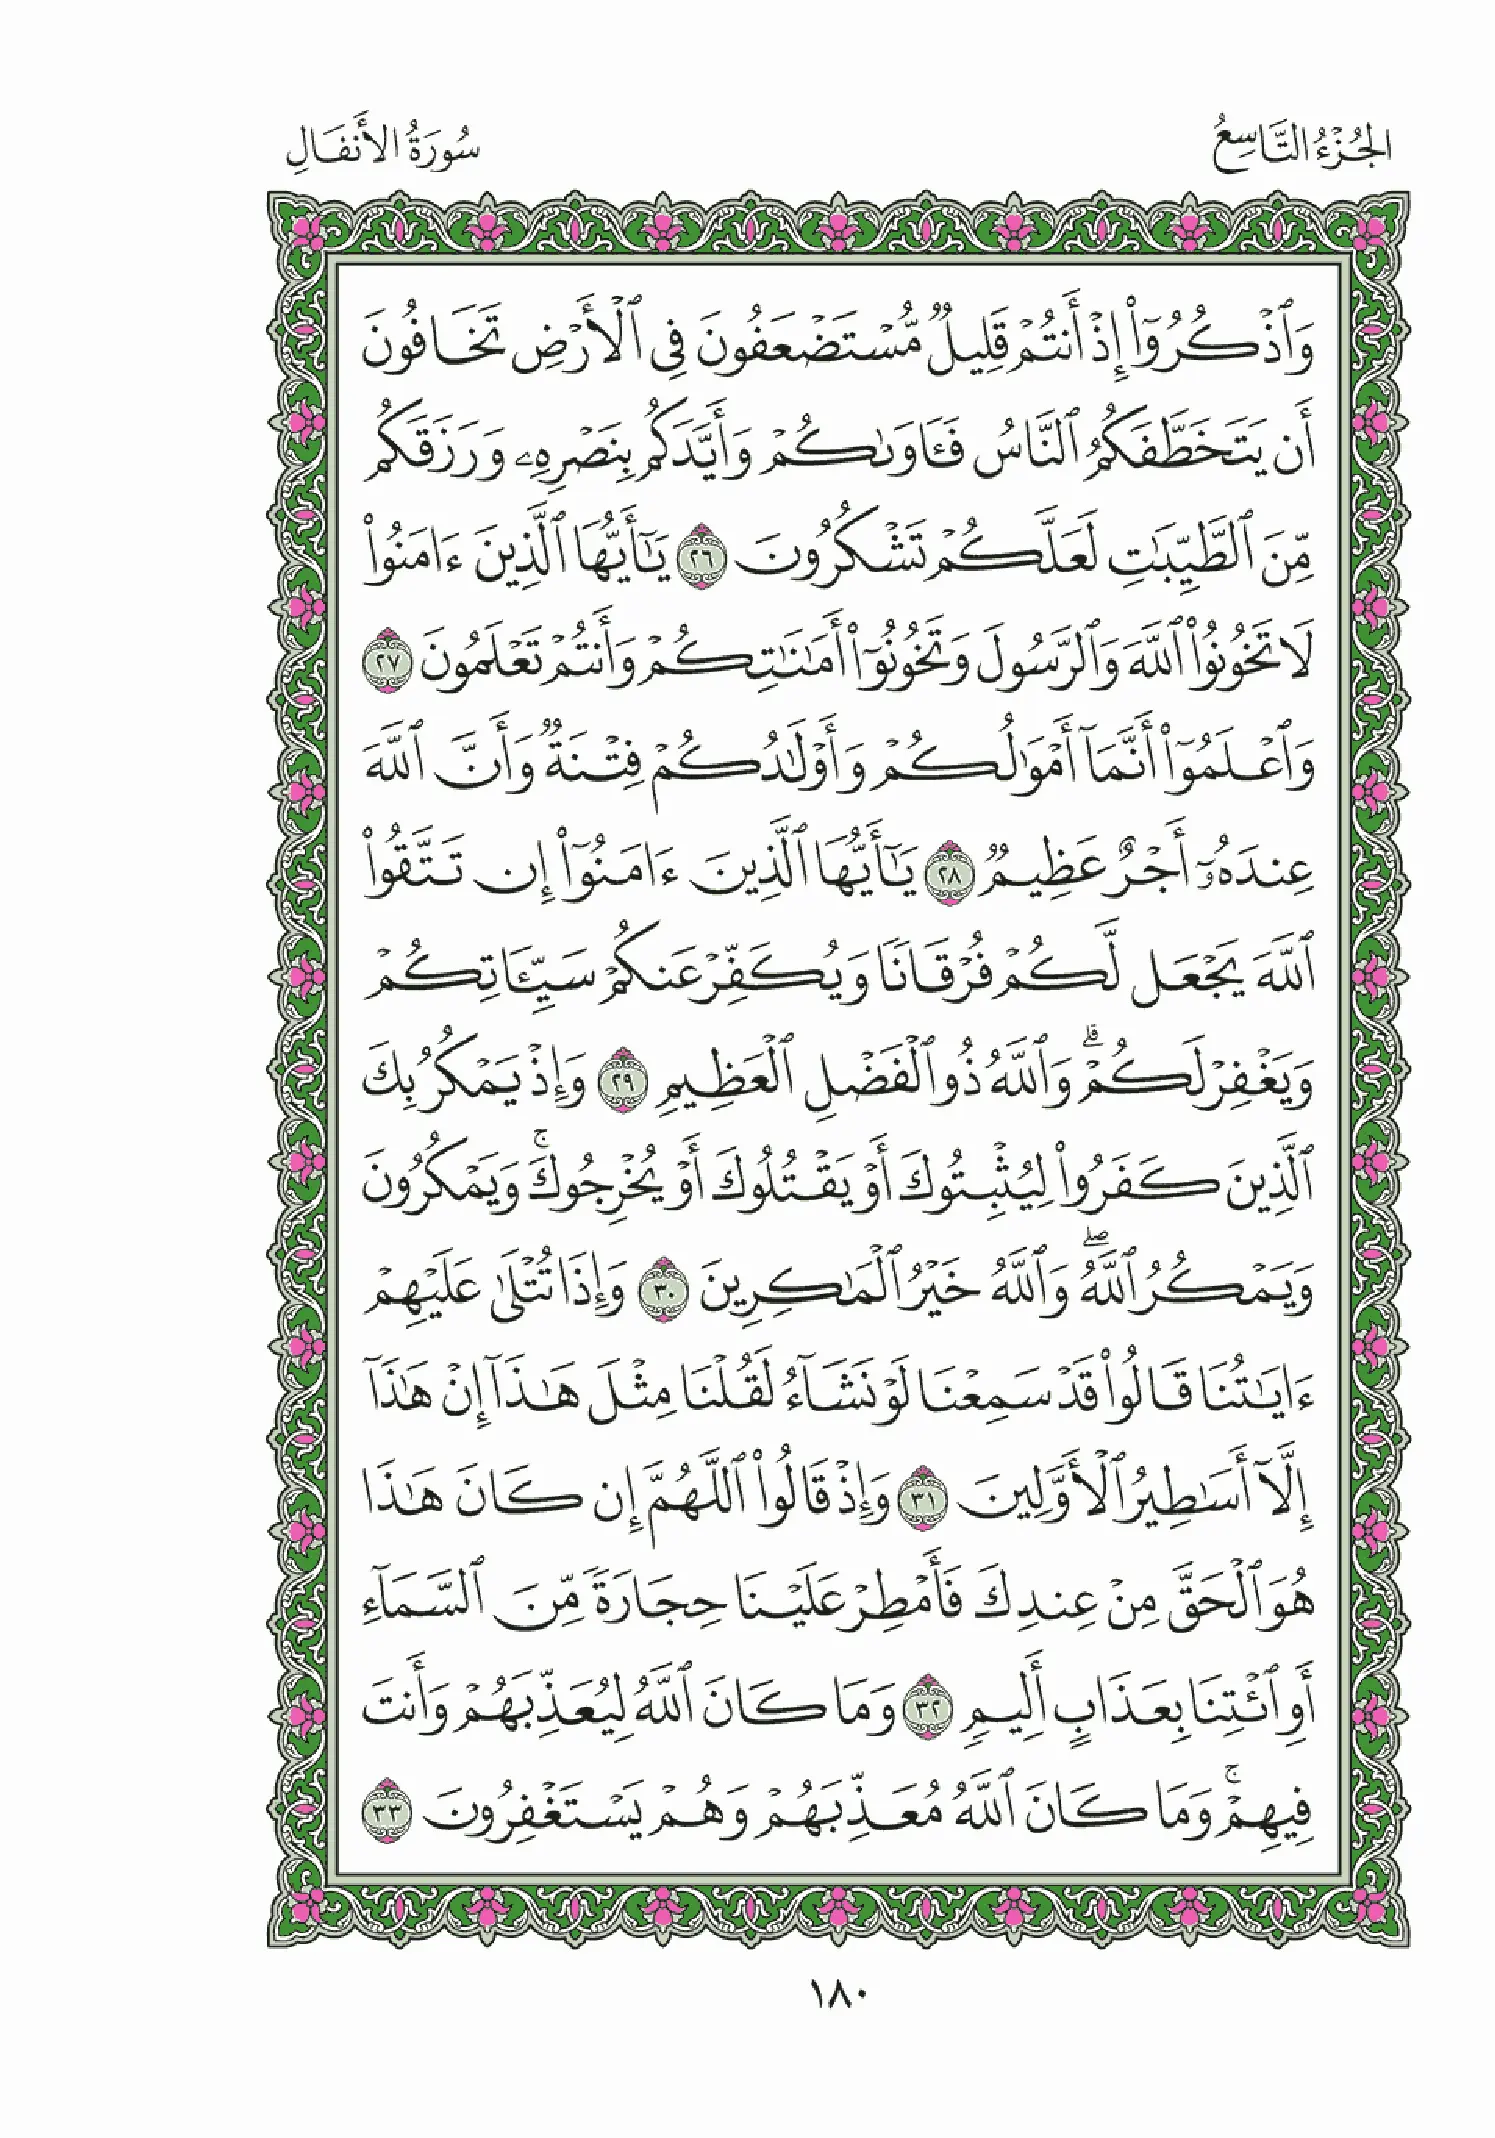 الجُزْءُ التَّاسِعُ
سُورَةُ الأَنفَالِ
وَٱذْكُرُوٓا۟ إِذْ أَنتُمْ قَلِيلٌ مُّسْتَضْعَفُونَ فِى ٱلْأَرْضِ تَخَافُونَ
أَن يَتَخَطَّفَكُمُ ٱلنَّاسُ فَـَٔاوَىٰكُمْ وَأَيَّدَكُم بِنَصْرِهِۦ وَرَزَقَكُم
مِّنَ ٱلطَّيِّبَٰتِ لَعَلَّكُمْ تَشْكُرُونَ ٢٦ يَٰٓأَيُّهَا ٱلَّذِينَ ءَامَنُوا۟
لَا تَخُونُوا۟ ٱللَّهَ وَٱلرَّسُولَ وَتَخُونُوٓا۟ أَمَٰنَٰتِكُمْ وَأَنتُمْ تَعْلَمُونَ ٢٧
وَٱعْلَمُوٓا۟ أَنَّمَآ أَمْوَٰلُكُمْ وَأَوْلَٰدُكُمْ فِتْنَةٌ وَأَنَّ ٱللَّهَ
عِندَهُۥٓ أَجْرٌ عَظِيمٌ ٢٨ يَٰٓأَيُّهَا ٱلَّذِينَ ءَامَنُوٓا۟ إِن تَتَّقُوا۟
ٱللَّهَ يَجْعَل لَّكُمْ فُرْقَانًا وَيُكَفِّرْ عَنكُمْ سَيِّـَٔاتِكُمْ
وَيَغْفِرْ لَكُمْ ۗ وَٱللَّهُ ذُو ٱلْفَضْلِ ٱلْعَظِيمِ ٢٩ وَإِذْ يَمْكُرُ بِكَ
ٱلَّذِينَ كَفَرُوا۟ لِيُثْبِتُوكَ أَوْ يَقْتُلُوكَ أَوْ يُخْرِجُوكَ ۚ وَيَمْكُرُونَ
وَيَمْكُرُ ٱللَّهُ ۖ وَٱللَّهُ خَيْرُ ٱلْمَٰكِرِينَ ٣٠ وَإِذَا تُتْلَىٰ عَلَيْهِمْ
ءَايَٰتُنَا قَالُوا۟ قَدْ سَمِعْنَا لَوْ نَشَآءُ لَقُلْنَا مِثْلَ هَٰذَآ إِنْ هَٰذَآ
إِلَّآ أَسَٰطِيرُ ٱلْأَوَّلِينَ ٣١ وَإِذْ قَالُوا۟ ٱللَّهُمَّ إِن كَانَ هَٰذَا
هُوَ ٱلْحَقَّ مِنْ عِندِكَ فَأَمْطِرْ عَلَيْنَا حِجَارَةً مِّنَ ٱلسَّمَآءِ
أَوِ ٱئْتِنَا بِعَذَابٍ أَلِيمٍ ٣٢ وَمَا كَانَ ٱللَّهُ لِيُعَذِّبَهُمْ وَأَنتَ
فِيهِمْ ۚ وَمَا كَانَ ٱللَّهُ مُعَذِّبَهُمْ وَهُمْ يَسْتَغْفِرُونَ ٣٣
١٨٠